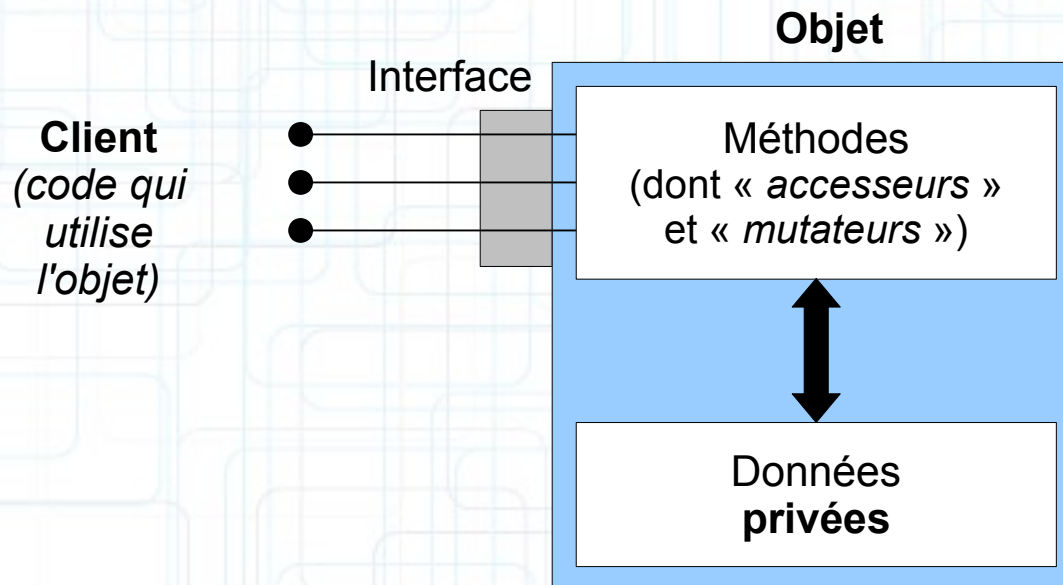 Objet
Interface
Client
(code qui
utilise
l'objet)
Méthodes
(dont « accesseurs »
et « mutateurs »)
Données
privées